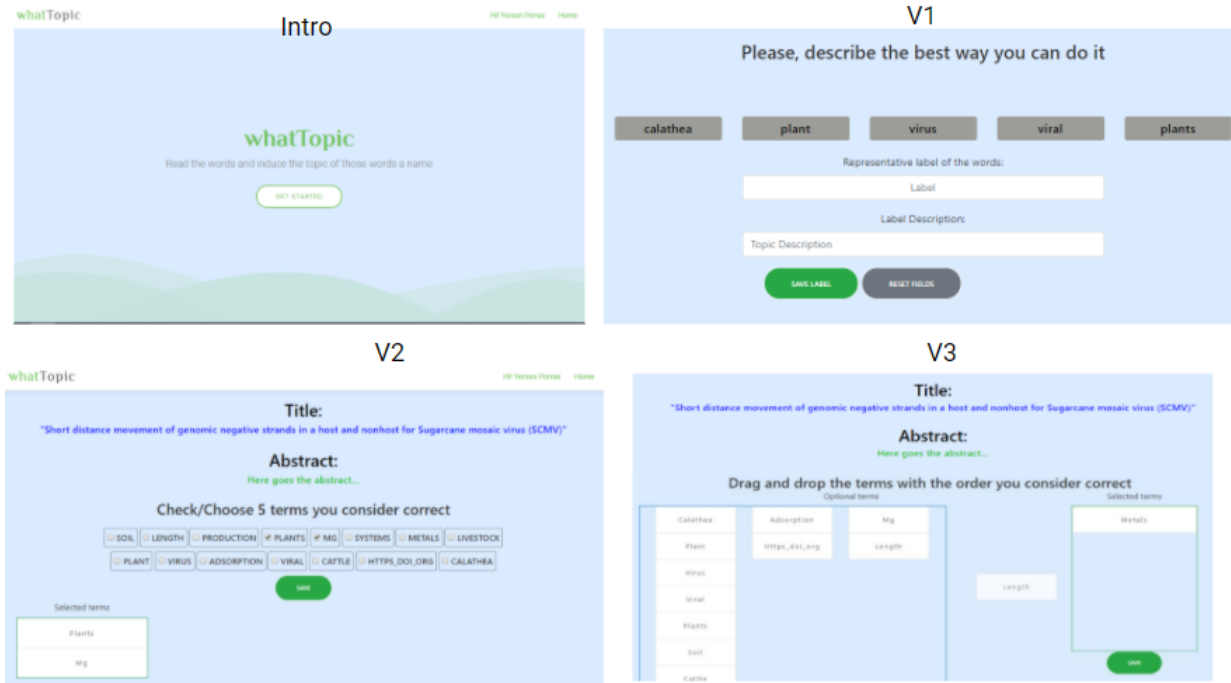 whatTopic
Hi! Yerson Porras Home
Intro
whatTopic
Read the words and induce the topic of those words a name
GET STARTED
V1
Please, describe the best way you can do it
calathea plant virus viral plants
Representative label of the words:
Label
Label Description:
Topic Description
SAVE LABEL RESET FIELDS
V2
whatTopic
Hi! Yerson Porras Home
Title:
"Short distance movement of genomic negative strands in a host and nonhost for Sugarcane mosaic virus (SCMV)"
Abstract:
Here goes the abstract...
Check/Choose 5 terms you consider correct
SOIL LENGTH PRODUCTION PLANTS MG SYSTEMS METALS LIVESTOCK
PLANT VIRUS ADSORPTION VIRAL CATTLE HTTPS_DOI_ORG CALATHEA
SAVE
Selected terms
Plants
Mg
V3
Title:
"Short distance movement of genomic negative strands in a host and nonhost for Sugarcane mosaic virus (SCMV)"
Abstract:
Here goes the abstract...
Drag and drop the terms with the order you consider correct
Optional terms Selected terms
Calathea Adsorption Mg Metals
Plant Https_doi_org Length
Virus
Length
Viral
Plants
Soil
Cattle
SAVE